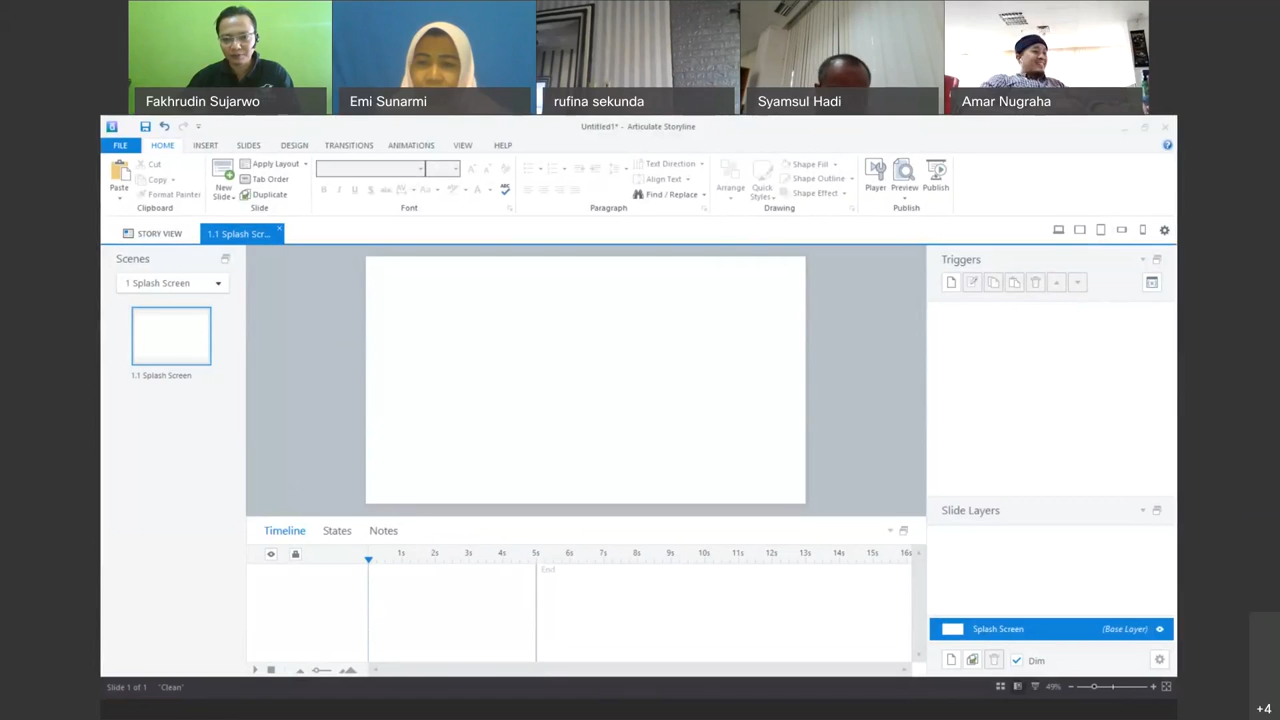 Fakhrudin Sujarwo
Emi Sunarmi
rufina sekunda
Syamsul Hadi
Amar Nugraha
Untitled1* - Articulate Storyline
FILE HOME INSERT SLIDES DESIGN TRANSITIONS ANIMATIONS VIEW HELP
Paste
Cut
Copy
Format Painter
Clipboard
New Slide
Apply Layout
Tab Order
Duplicate
Slide
Font
Text Direction
Align Text
Find / Replace
Paragraph
Arrange
Quick Styles
Shape Fill
Shape Outline
Shape Effect
Drawing
Player
Preview
Publish
Publish
STORY VIEW
1.1 Splash Scr...
Scenes
1 Splash Screen
1.1 Splash Screen
Triggers
Timeline States Notes
1s 2s 3s 4s 5s 6s 7s 8s 9s 10s 11s 12s 13s 14s 15s 16s
End
Slide Layers
Splash Screen (Base Layer)
Dim
Slide 1 of 1 "Clean"
49%
+4